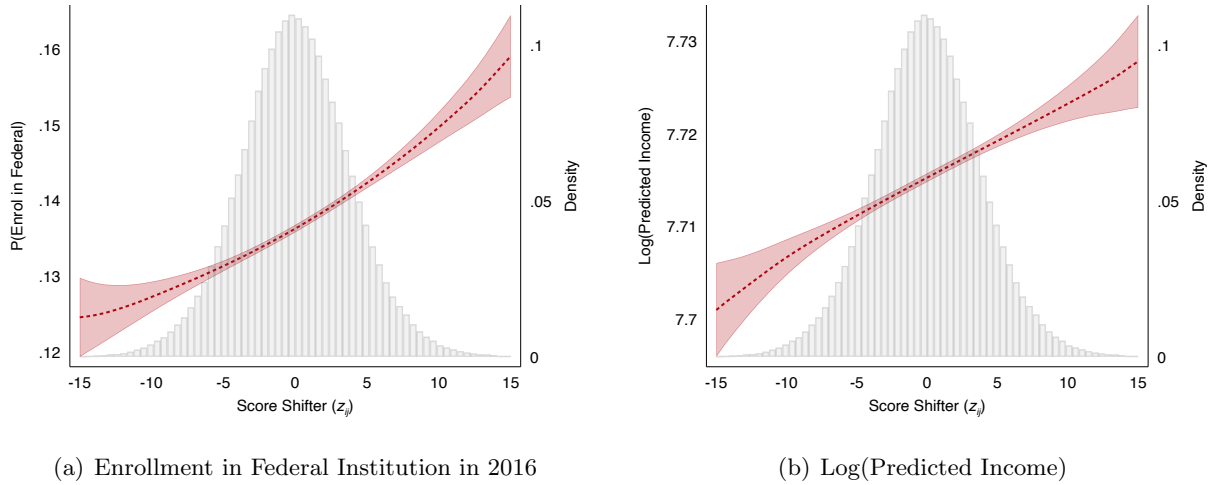 .16
.15
.14
.13
.12
P(Enrol in Federal)
.1
.05
0
Density
-15 -10 -5 0 5 10 15
Score Shifter (zij)
(a) Enrollment in Federal Institution in 2016
7.73
7.72
7.71
7.7
Log(Predicted Income)
.1
.05
0
Density
-15 -10 -5 0 5 10 15
Score Shifter (zij)
(b) Log(Predicted Income)